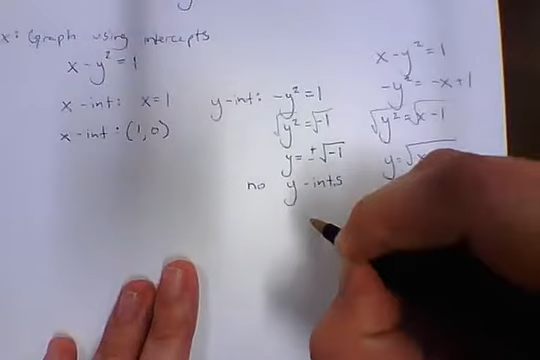 x: Graph using intercepts
x - y² = 1
x-int: x = 1
x-int: (1, 0)
y-int: -y² = 1
√y² = √-1
y = ±√-1
no y-ints
x - y² = 1
-y² = -x + 1
√y² = √x - 1
y = √x